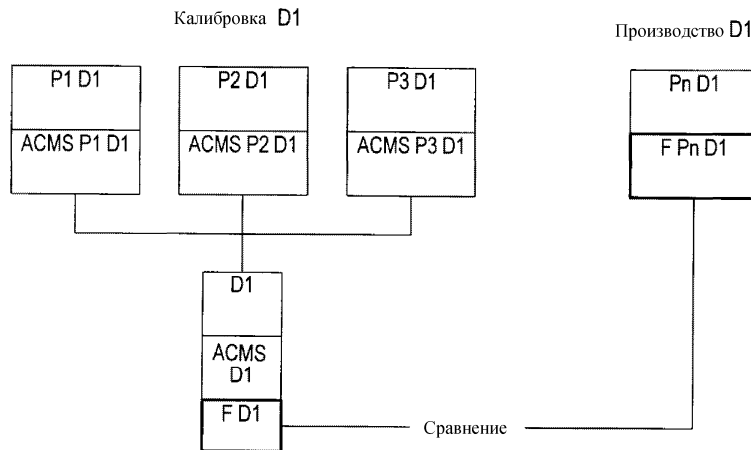 Калибровка D1
Производство D1
P1 D1
P2 D1
P3 D1
Pn D1
ACMS P1 D1
ACMS P2 D1
ACMS P3 D1
F Pn D1
D1
ACMS
D1
F D1
Сравнение